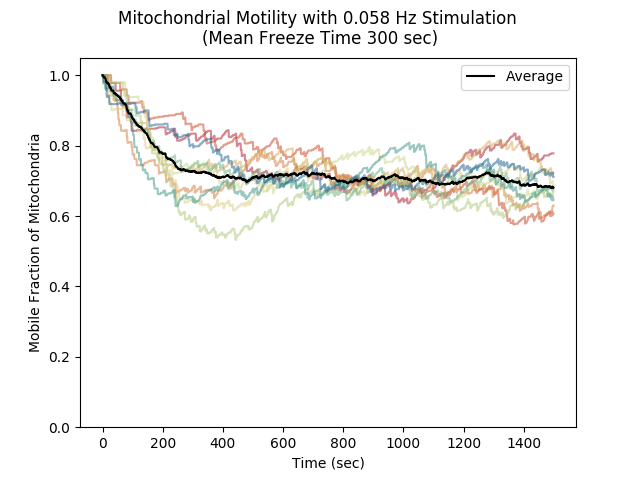 Mitochondrial Motility with 0.058 Hz Stimulation
(Mean Freeze Time 300 sec)
Average
Mobile Fraction of Mitochondria
1.0
0.8
0.6
0.4
0.2
0.0
0 200 400 600 800 1000 1200 1400
Time (sec)